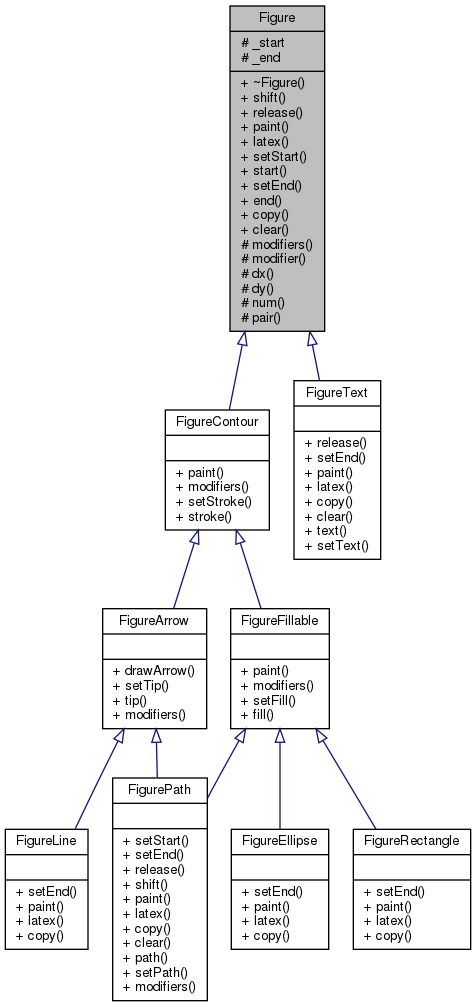 Figure
# _start
# _end
+ ~Figure()
+ shift()
+ release()
+ paint()
+ latex()
+ setStart()
+ start()
+ setEnd()
+ end()
+ copy()
+ clear()
# modifiers()
# modifier()
# dx()
# dy()
# num()
# pair()
FigureText
+ release()
+ setEnd()
+ paint()
+ latex()
+ copy()
+ clear()
+ text()
+ setText()
FigureContour
+ paint()
+ modifiers()
+ setStroke()
+ stroke()
FigureArrow
+ drawArrow()
+ setTip()
+ tip()
+ modifiers()
FigureFillable
+ paint()
+ modifiers()
+ setFill()
+ fill()
FigureLine
+ setEnd()
+ paint()
+ latex()
+ copy()
FigurePath
+ setStart()
+ setEnd()
+ release()
+ shift()
+ paint()
+ latex()
+ copy()
+ clear()
+ path()
+ setPath()
+ modifiers()
FigureEllipse
+ setEnd()
+ paint()
+ latex()
+ copy()
FigureRectangle
+ setEnd()
+ paint()
+ latex()
+ copy()